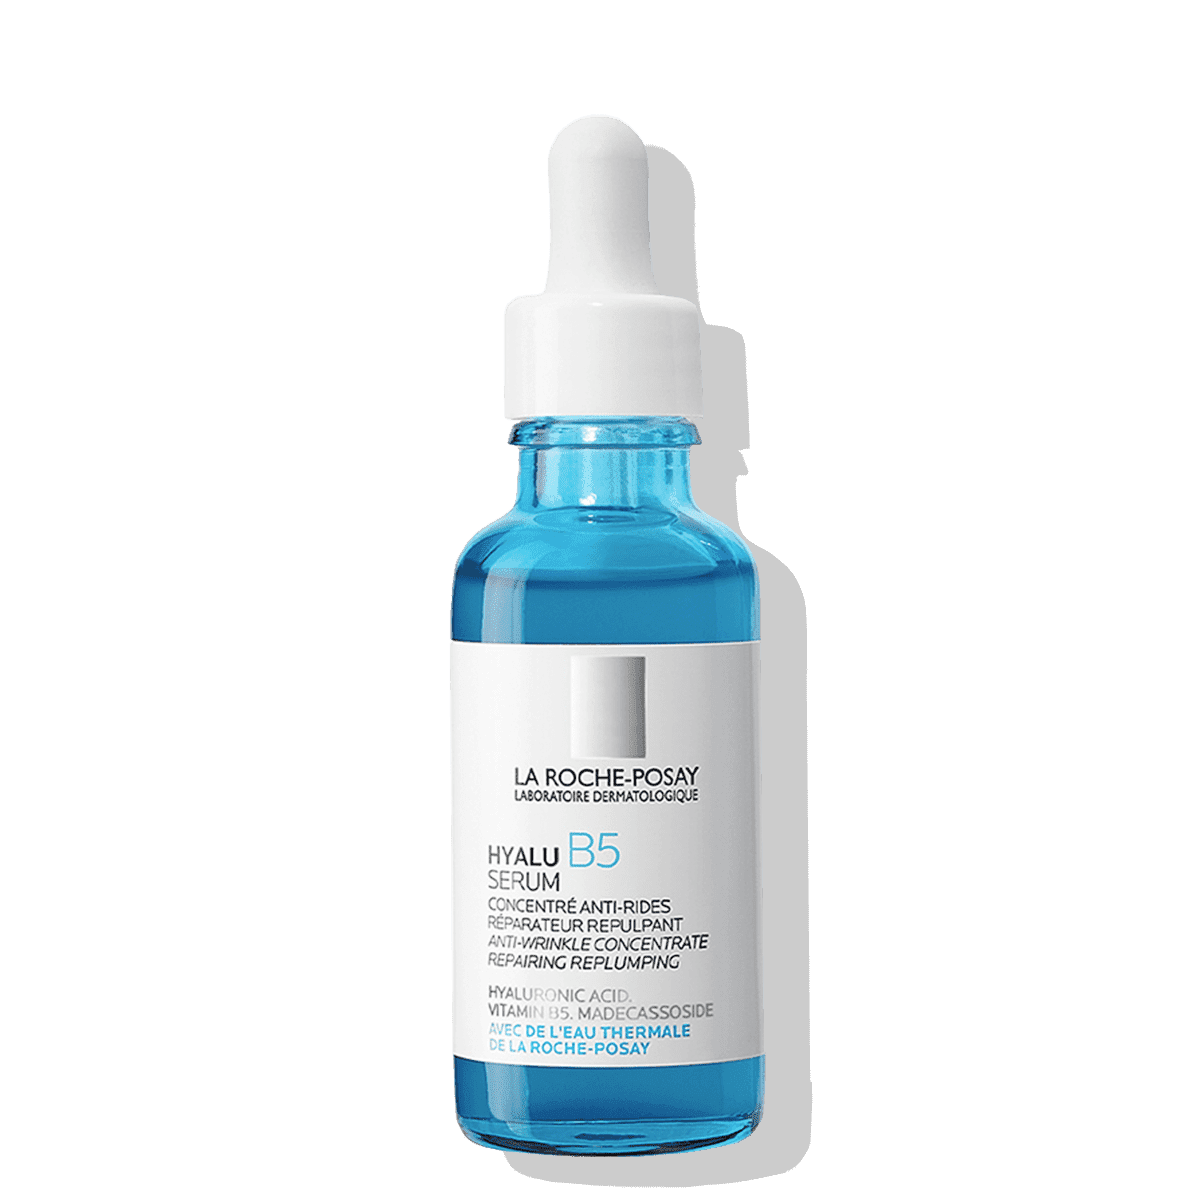 LA ROCHE-POSAY
LABORATOIRE DERMATOLOGIQUE
HYALU B5
SERUM
CONCENTRÉ ANTI-RIDES
RÉPARATEUR REPULPANT
ANTI-WRINKLE CONCENTRATE
REPAIRING REPLUMPING
HYALURONIC ACID.
VITAMIN B5. MADECASSOSIDE
AVEC DE L'EAU THERMALE
DE LA ROCHE-POSAY